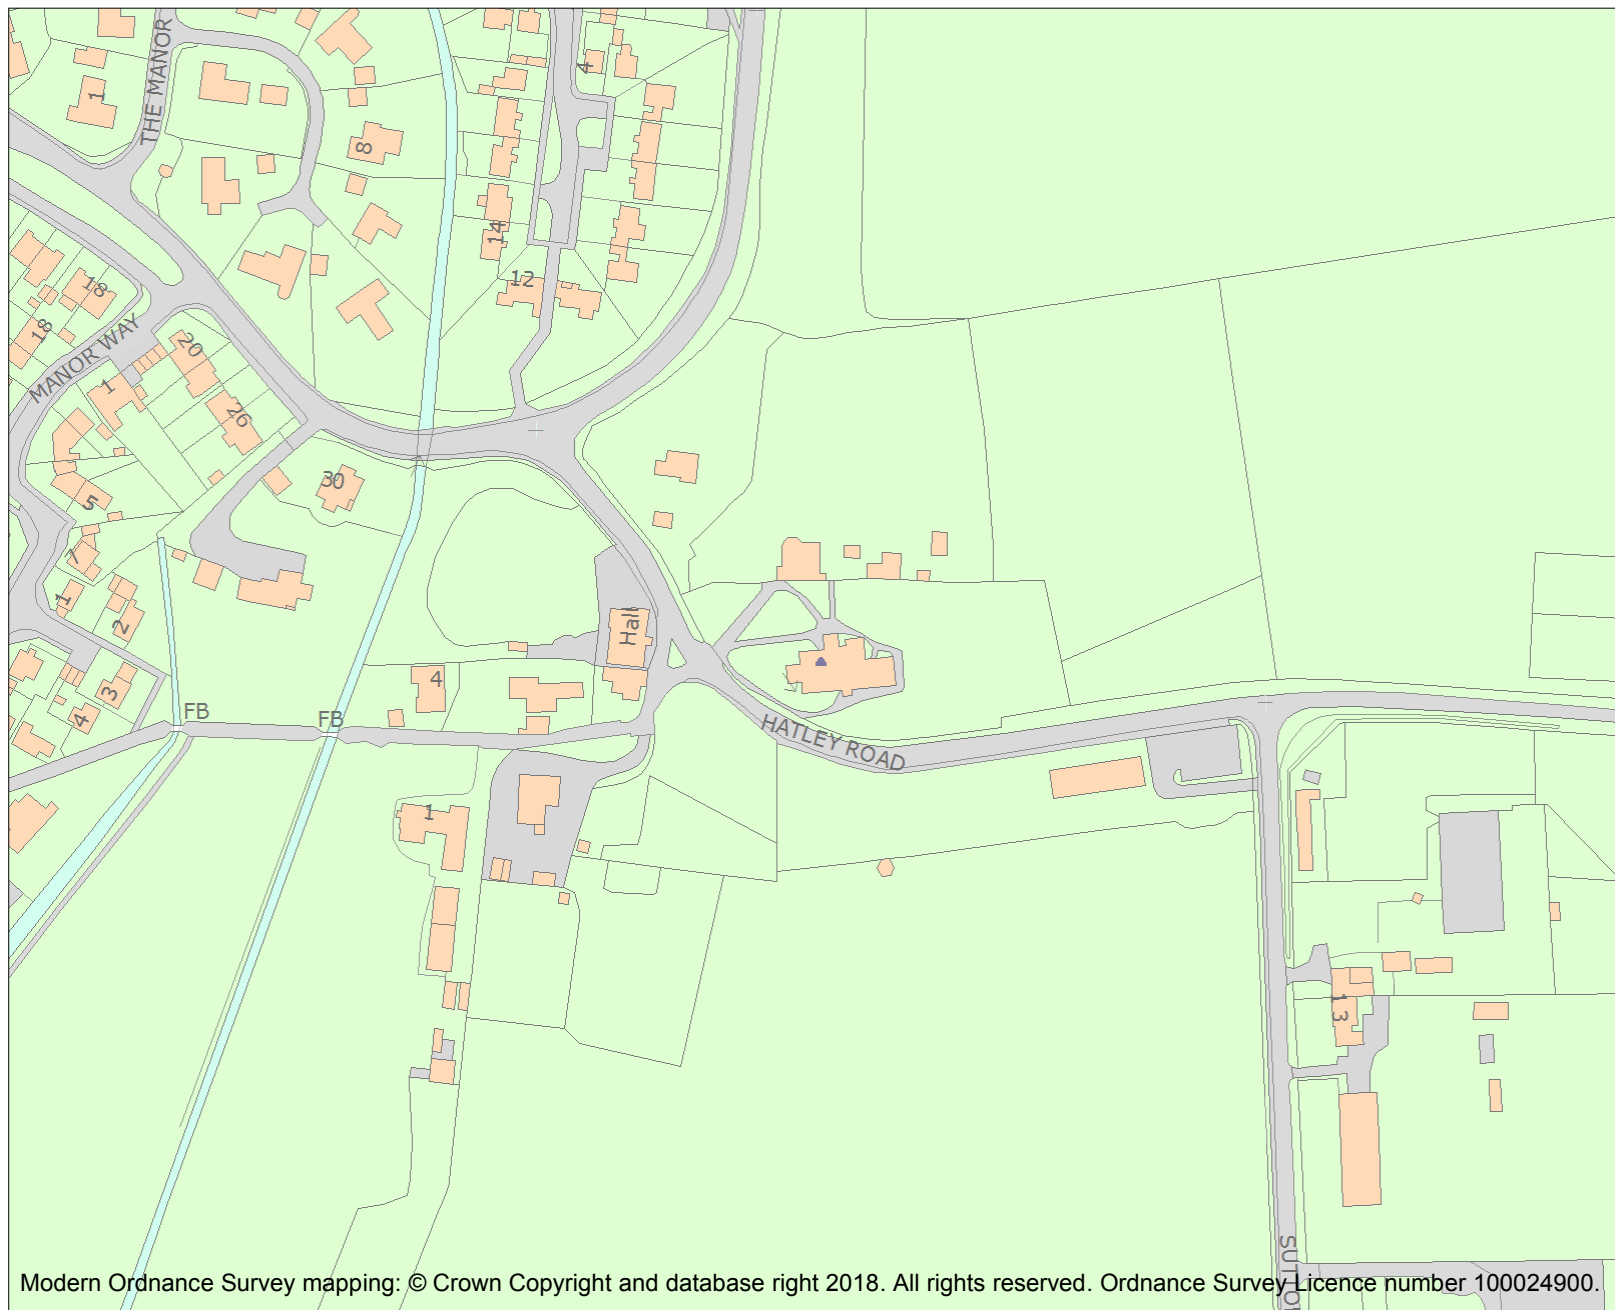 THE MANOR
1
4
8
14
12
18
18
MANOR WAY
20
1
26
30
5
7
1
2
Hall
4
3
4
FB
FB
HATLEY ROAD
1
13
Modern Ordnance Survey mapping: © Crown Copyright and database right 2018. All rights reserved. Ordnance Survey Licence number 100024900.